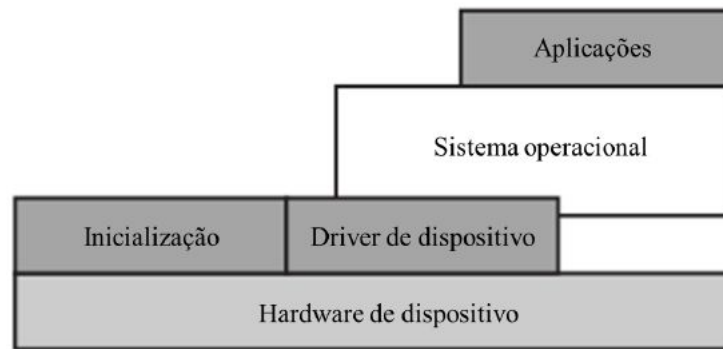 Aplicações
Sistema operacional
Inicialização
Driver de dispositivo
Hardware de dispositivo